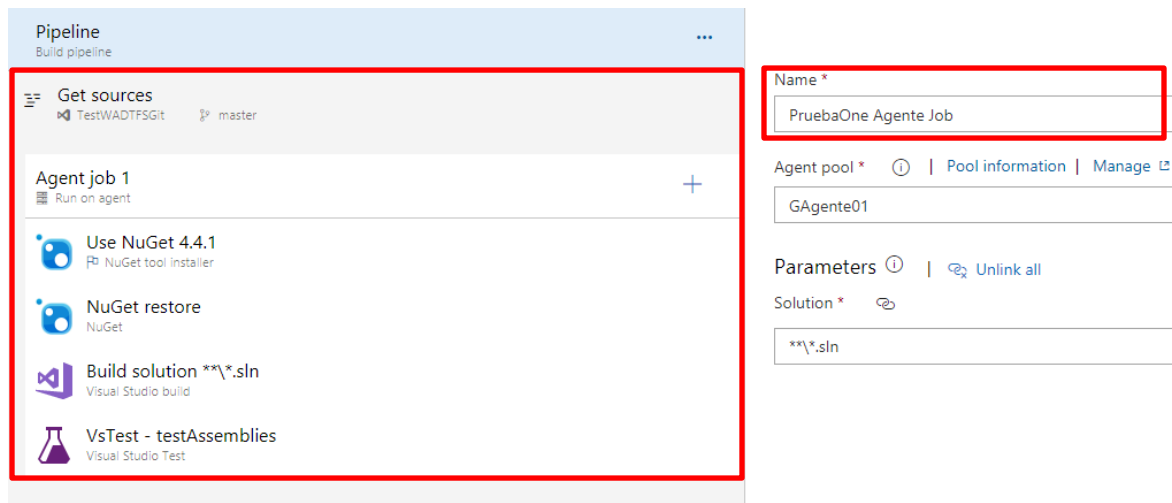 Pipeline
Build pipeline
Get sources
TestWADTFSGit master
Agent job 1
Run on agent
Use NuGet 4.4.1
NuGet tool installer
NuGet restore
NuGet
Build solution **\*.sln
Visual Studio build
VsTest - testAssemblies
Visual Studio Test
Name *
PruebaOne Agente Job
Agent pool * | Pool information | Manage
GAgente01
Parameters | Unlink all
Solution *
**\*.sln